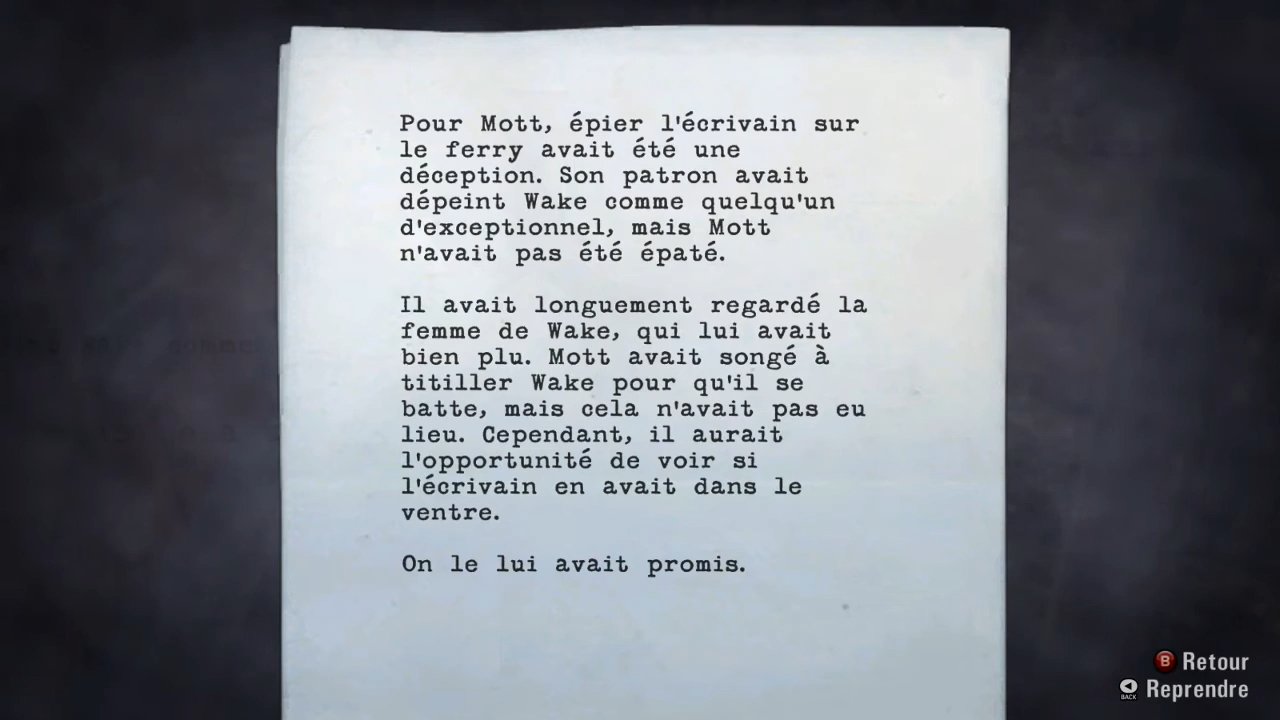 Pour Mott, épier l'écrivain sur
le ferry avait été une
déception. Son patron avait
dépeint Wake comme quelqu'un
d'exceptionnel, mais Mott
n'avait pas été épaté.
Il avait longuement regardé la
femme de Wake, qui lui avait
bien plu. Mott avait songé à
titiller Wake pour qu'il se
batte, mais cela n'avait pas eu
lieu. Cependant, il aurait
l'opportunité de voir si
l'écrivain en avait dans le
ventre.
On le lui avait promis.
B Retour
BACK Reprendre